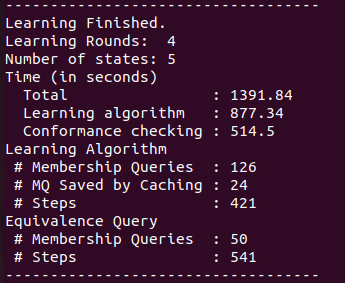 -----------------------------------
Learning Finished.
Learning Rounds:  4
Number of states: 5
Time (in seconds)
  Total                : 1391.84
  Learning algorithm   : 877.34
  Conformance checking : 514.5
Learning Algorithm
 # Membership Queries  : 126
 # MQ Saved by Caching : 24
 # Steps               : 421
Equivalence Query
 # Membership Queries  : 50
 # Steps               : 541
-----------------------------------